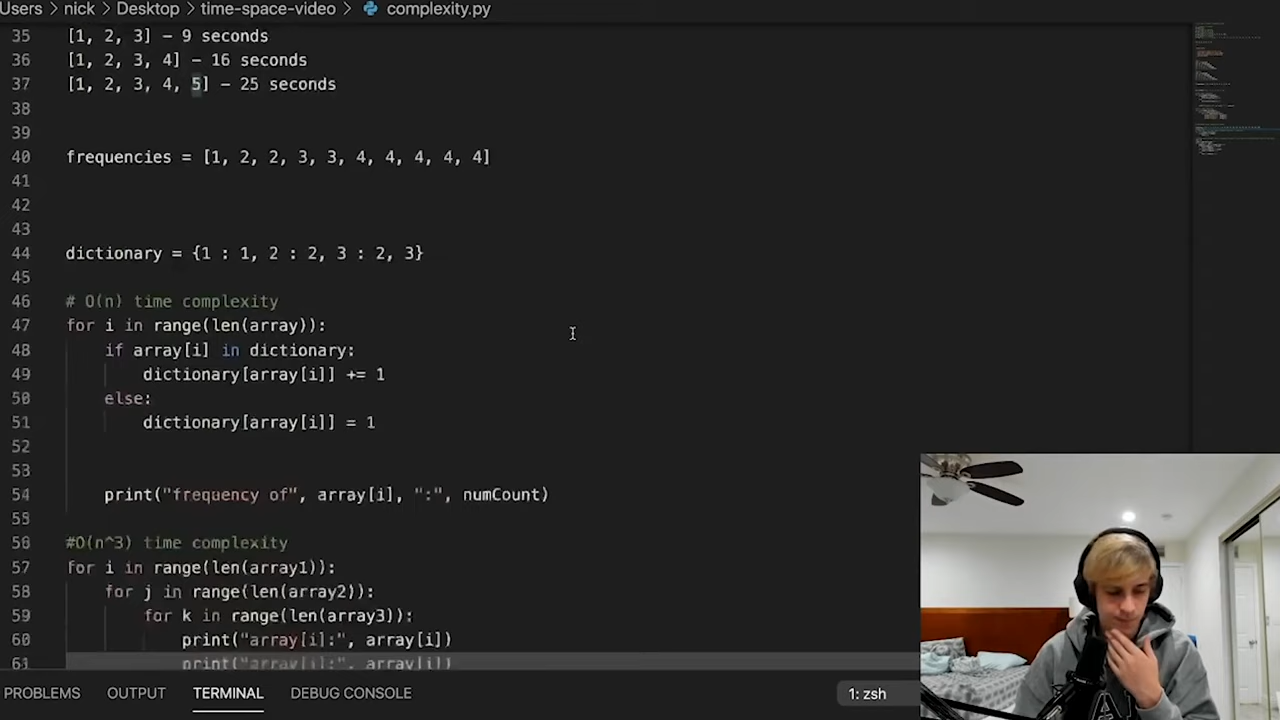 Users > nick > Desktop > time-space-video > complexity.py
35 [1, 2, 3] – 9 seconds
36 [1, 2, 3, 4] – 16 seconds
37 [1, 2, 3, 4, 5] – 25 seconds
38
39
40 frequencies = [1, 2, 2, 3, 3, 4, 4, 4, 4, 4]
41
42
43
44 dictionary = {1 : 1, 2 : 2, 3 : 2, 3}
45
46 # O(n) time complexity
47 for i in range(len(array)):
48 if array[i] in dictionary:
49 dictionary[array[i]] += 1
50 else:
51 dictionary[array[i]] = 1
52
53
54 print("frequency of", array[i], ":", numCount)
55
56 #O(n^3) time complexity
57 for i in range(len(array1)):
58 for j in range(len(array2)):
59 for k in range(len(array3)):
60 print("array[i]:", array[i])
61 print("array[i]:", array[i])
PROBLEMS OUTPUT TERMINAL DEBUG CONSOLE 1: zsh